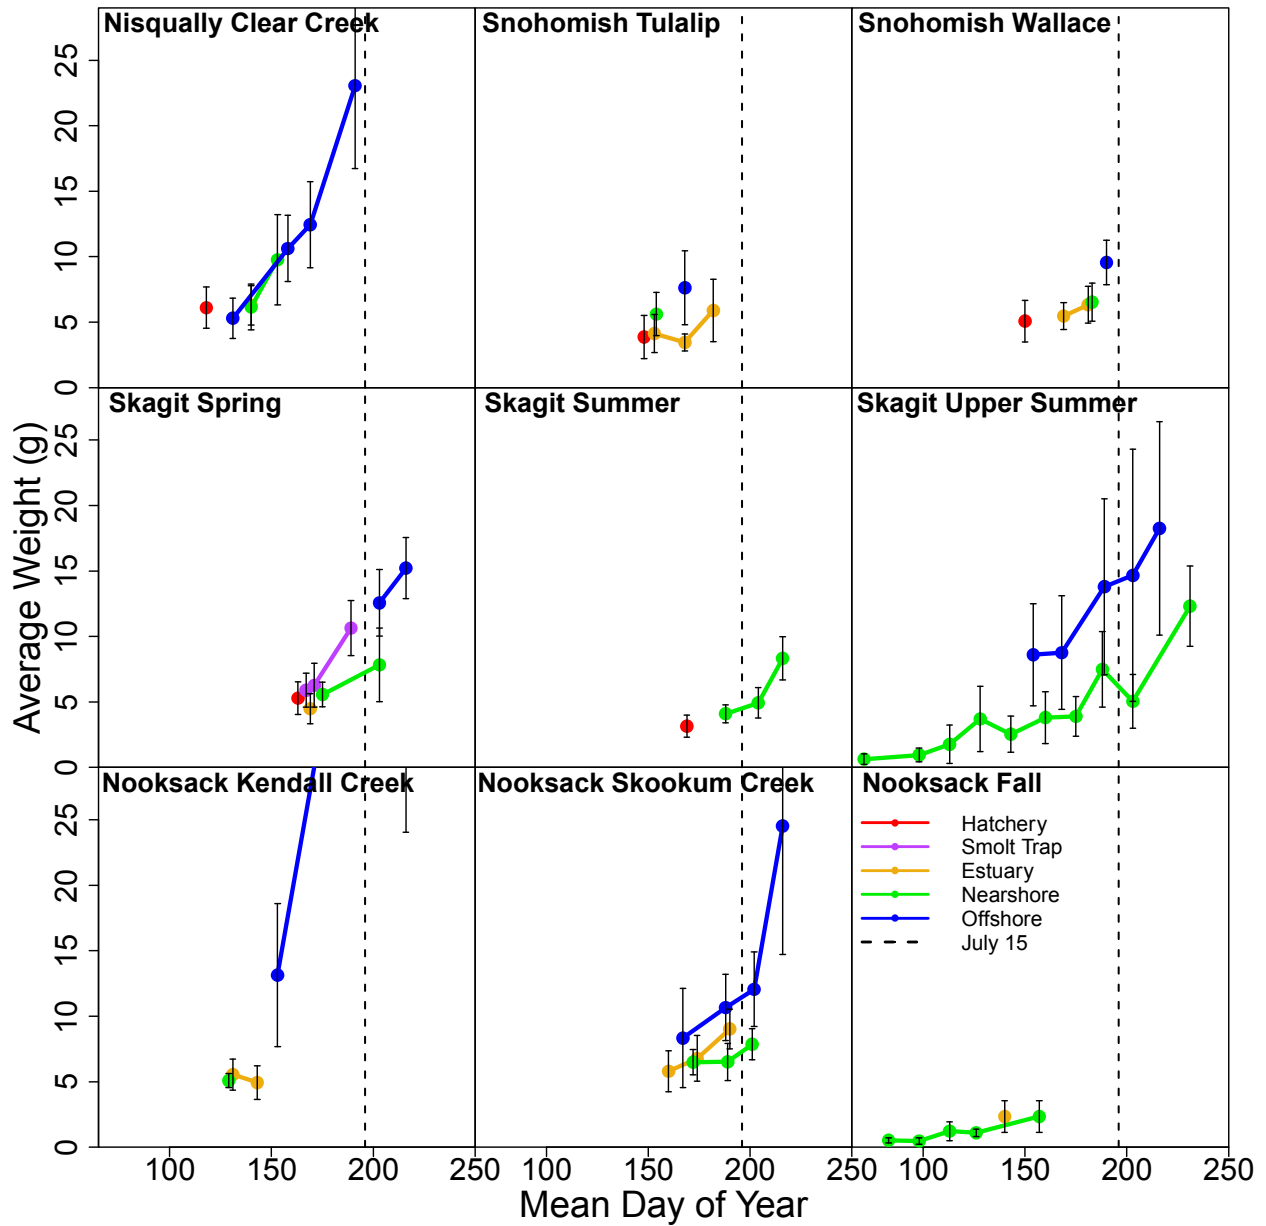 Nisqually Clear Creek
Snohomish Tulalip
Snohomish Wallace
25
20
15
10
5
0
Skagit Spring
Skagit Summer
Skagit Upper Summer
25
20
15
10
5
0
Average Weight (g)
Nooksack Kendall Creek
Nooksack Skookum Creek
Nooksack Fall
25
20
15
10
5
0
Hatchery
Smolt Trap
Estuary
Nearshore
Offshore
July 15
100 150 200 250 100 150 200 250 100 150 200 250
Mean Day of Year